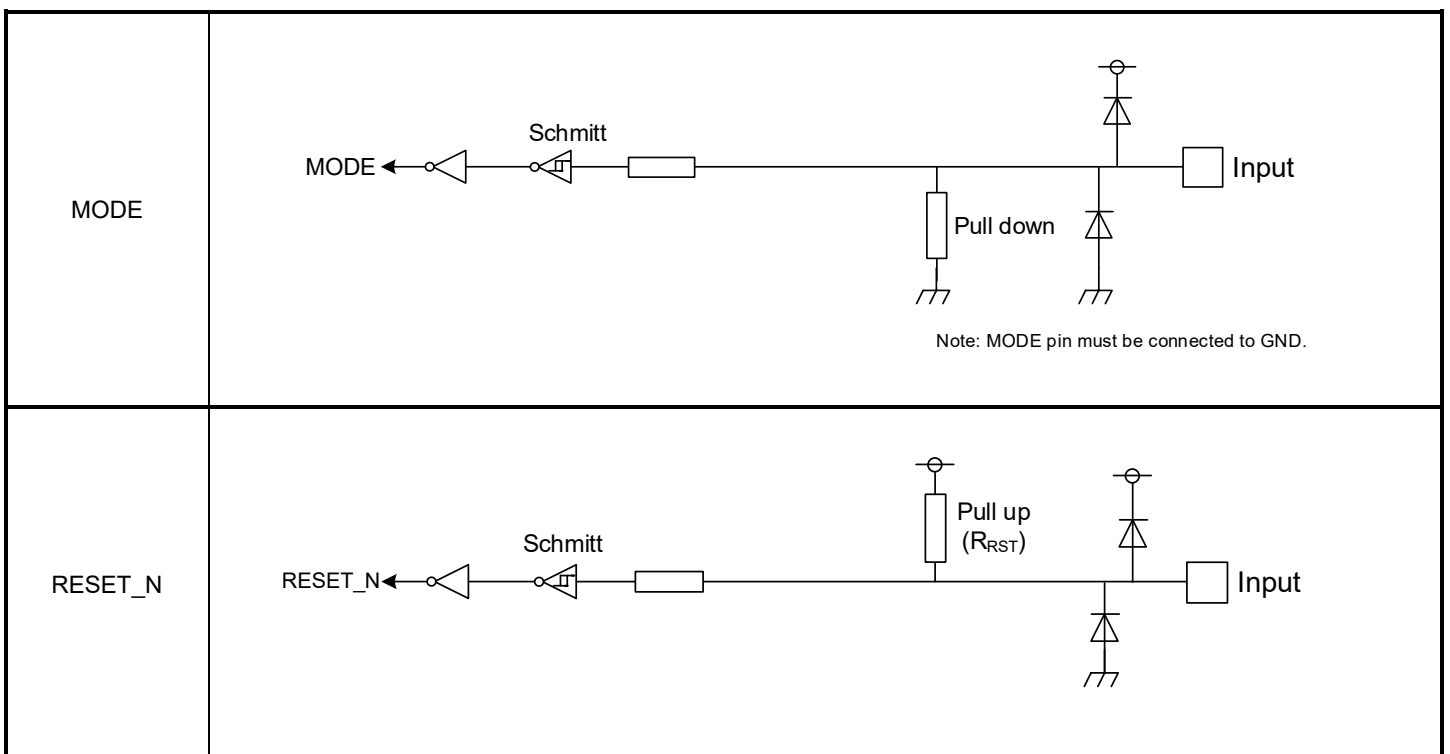 MODE
MODE
Schmitt
Input
Pull down
Note: MODE pin must be connected to GND.
RESET_N
RESET_N
Schmitt
Pull up
(RRST)
Input